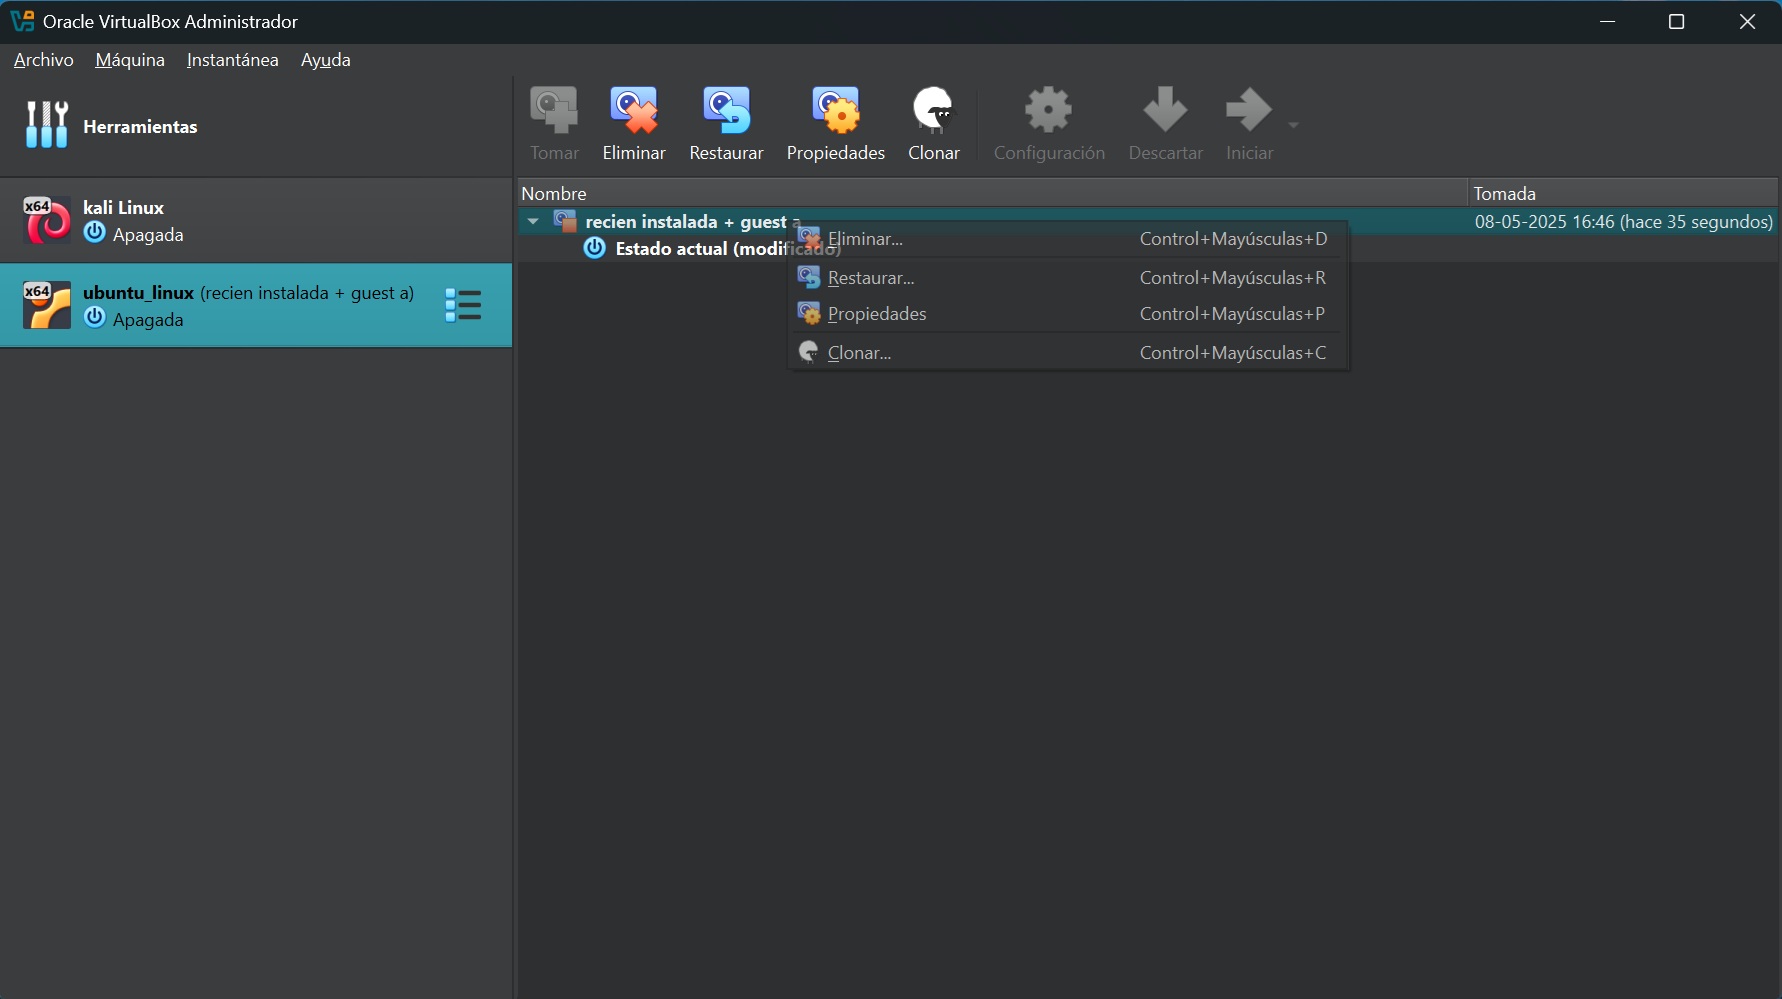 Oracle VirtualBox Administrador
Archivo Máquina Instantánea Ayuda
Herramientas
Tomar Eliminar Restaurar Propiedades Clonar Configuración Descartar Iniciar
x64 kali Linux
Apagada
x64 ubuntu_linux (recien instalada + guest a)
Apagada
Nombre Tomada
recien instalada + guest a 08-05-2025 16:46 (hace 35 segundos)
Estado actual (modificado)
Eliminar... Control+Mayúsculas+D
Restaurar... Control+Mayúsculas+R
Propiedades Control+Mayúsculas+P
Clonar... Control+Mayúsculas+C